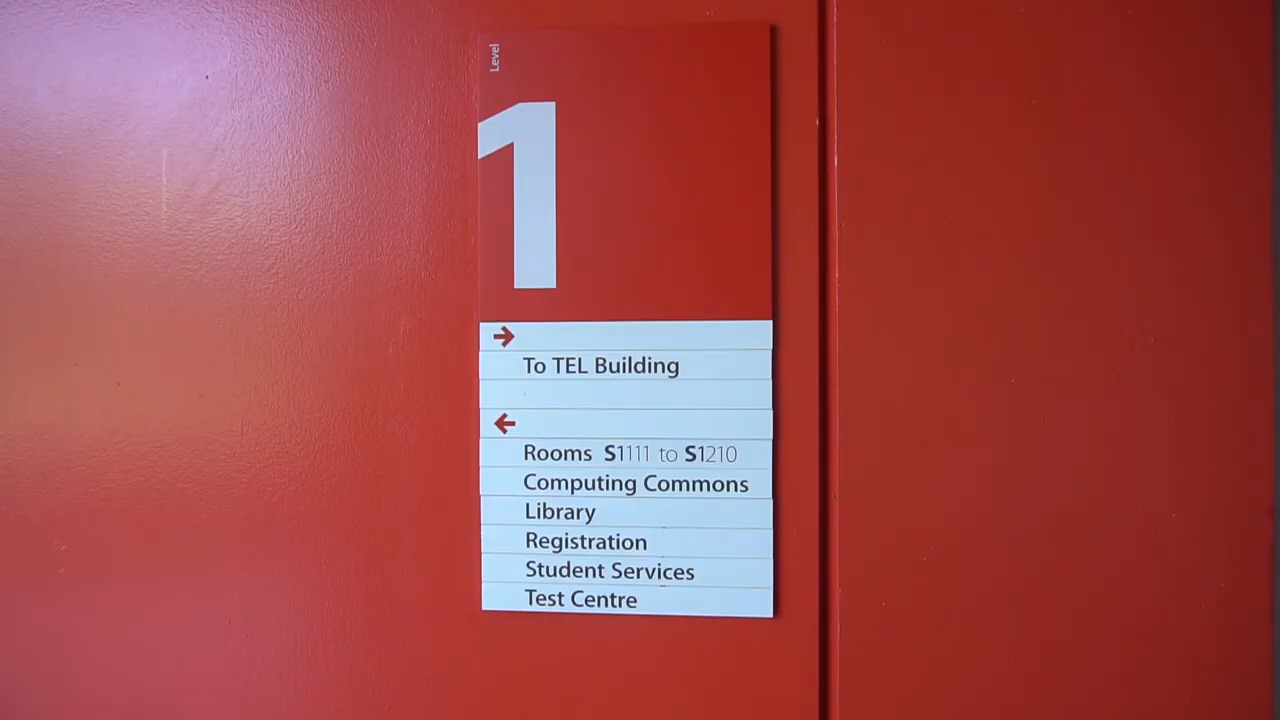 Level
1
→
To TEL Building
←
Rooms S1111 to S1210
Computing Commons
Library
Registration
Student Services
Test Centre